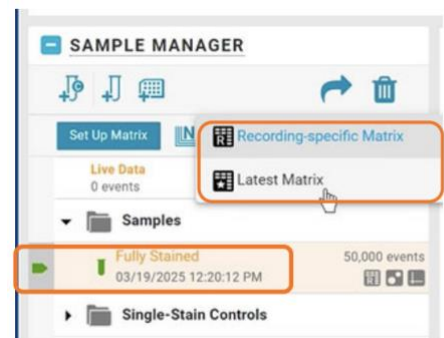 SAMPLE MANAGER
Set Up Matrix
Recording-specific Matrix
Live Data
0 events
Latest Matrix
Samples
Fully Stained
50,000 events
03/19/2025 12:20:12 PM
Single-Stain Controls